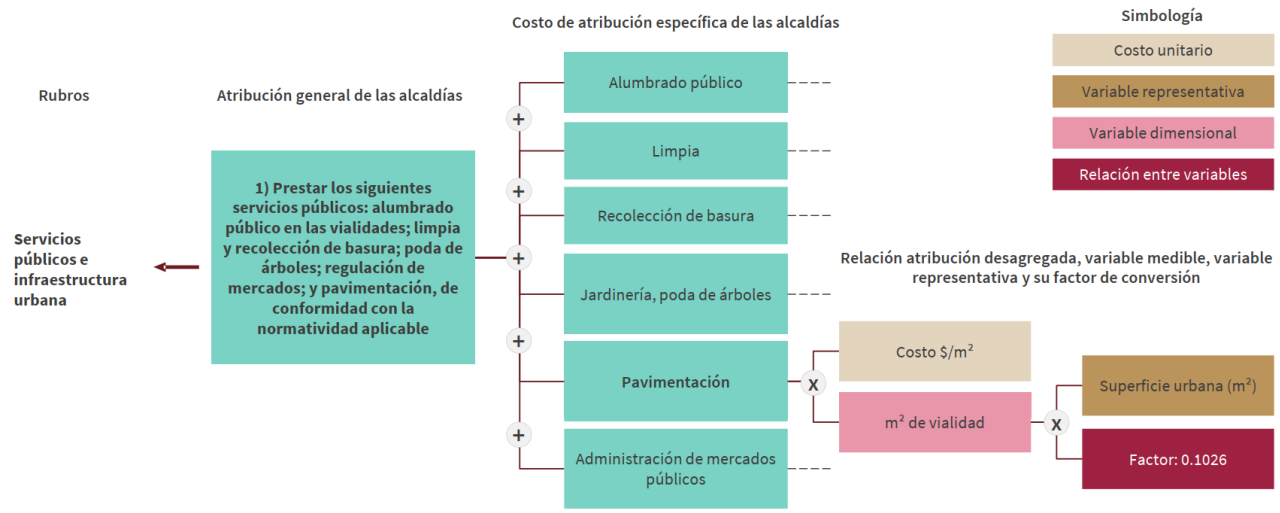 Costo de atribución específica de las alcaldías
Simbología
Costo unitario
Variable representativa
Variable dimensional
Relación entre variables
Rubros
Atribución general de las alcaldías
Servicios
públicos e
infraestructura
urbana
1) Prestar los siguientes
servicios públicos: alumbrado
público en las vialidades; limpia
y recolección de basura; poda de
árboles; regulación de
mercados; y pavimentación, de
conformidad con la
normatividad aplicable
+
+
+
+
+
Alumbrado público
Limpia
Recolección de basura
Jardinería, poda de árboles
Pavimentación
Administración de mercados
públicos
Relación atribución desagregada, variable medible, variable
representativa y su factor de conversión
X
Costo $/m²
m² de vialidad
X
Superficie urbana (m²)
Factor: 0.1026